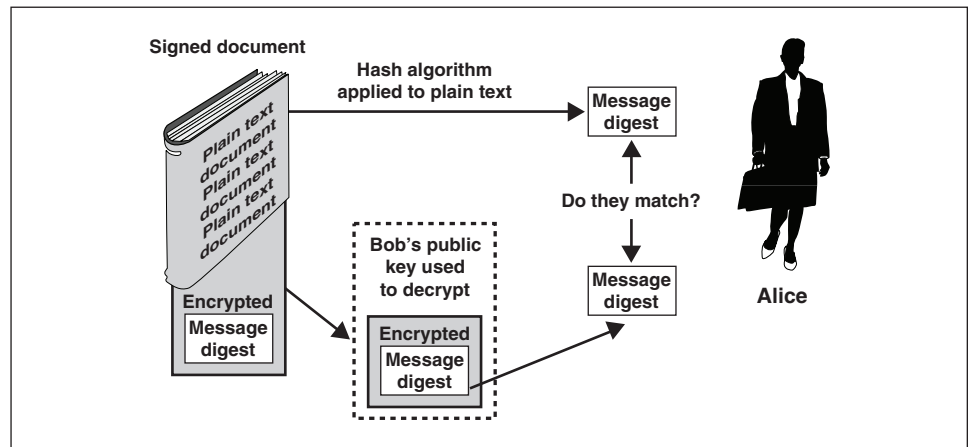 Signed document
Hash algorithm
applied to plain text
Message
digest
Plain text
document
Plain text
document
Plain text
document
Do they match?
Bob’s public
key used
to decrypt
Message
digest
Alice
Encrypted
Message
digest
Encrypted
Message
digest